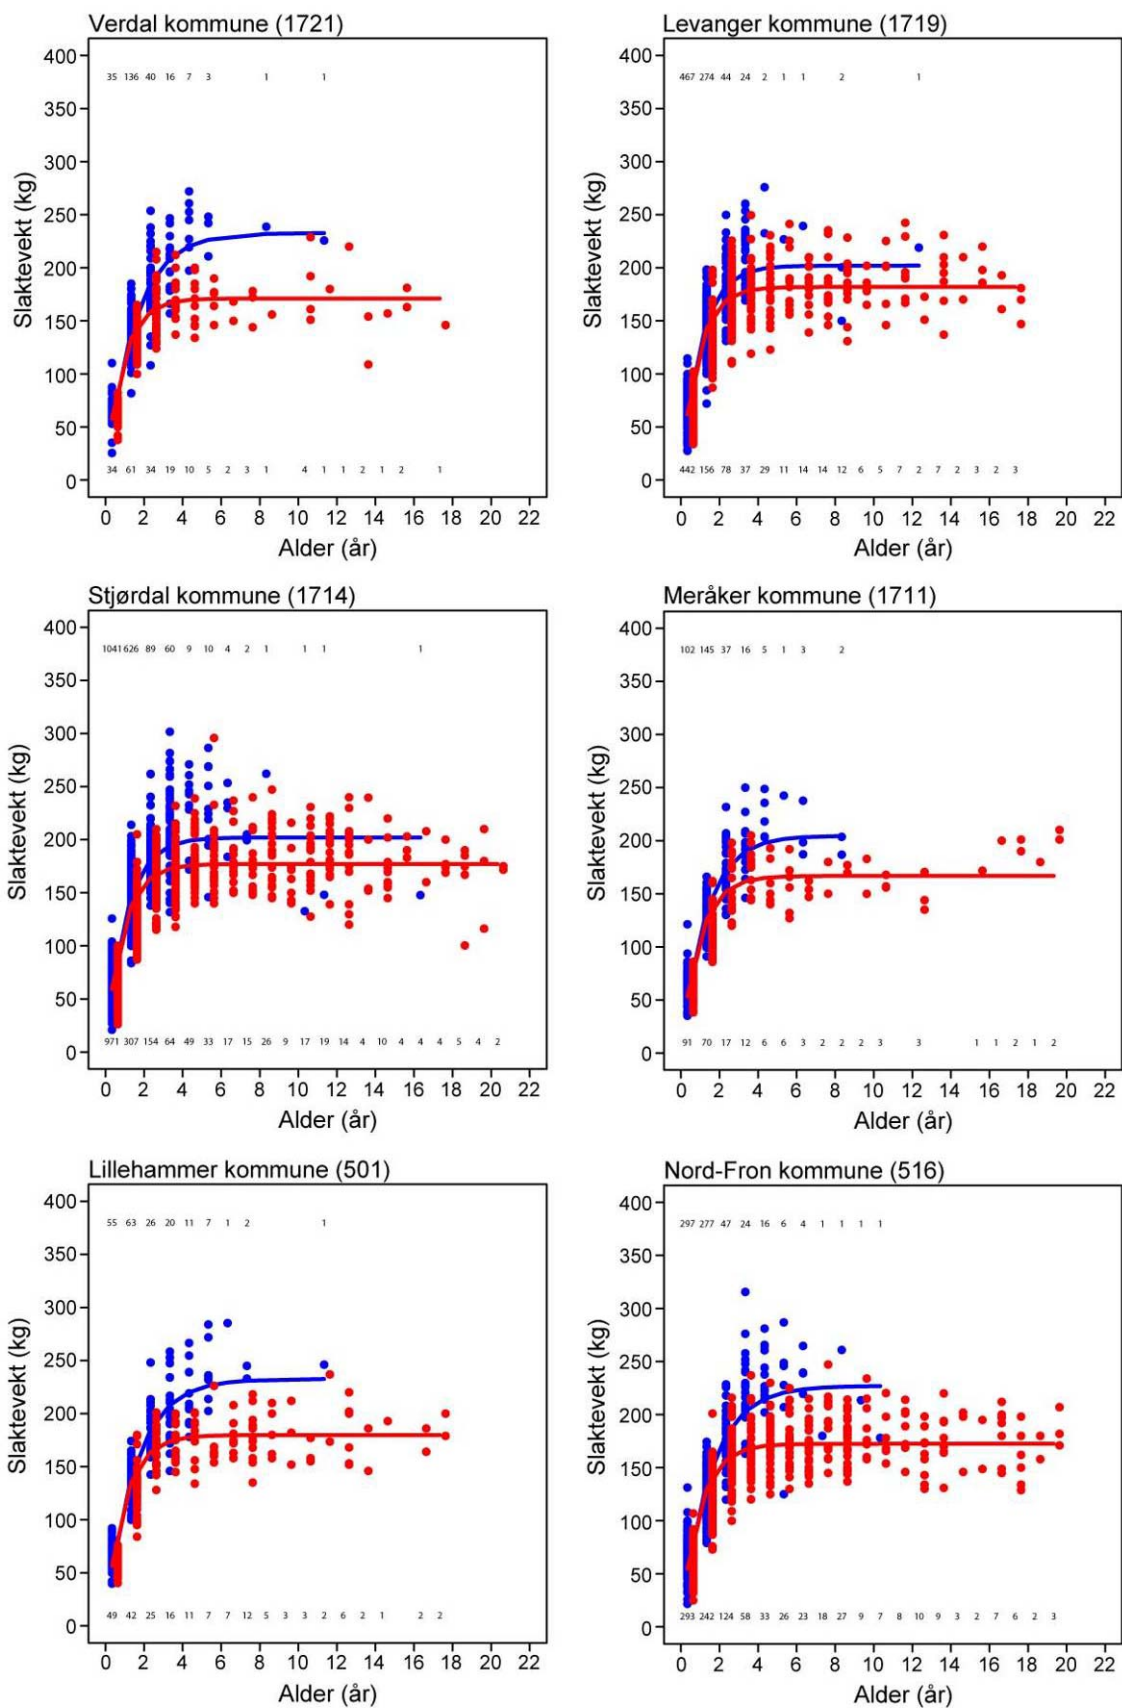 Verdal kommune (1721)
400
35 136 40 16 7 3 1 1
350
300
250
200
150
100
50
34 61 34 19 10 5 2 3 1 4 1 1 2 1 2 1
0
Slaktevekt (kg)
0 2 4 6 8 10 12 14 16 18 20 22
Alder (år)
Levanger kommune (1719)
400
467 274 44 24 2 1 1 2 1
350
300
250
200
150
100
50
442 156 78 37 29 11 14 14 12 6 5 7 2 7 2 3 2 3
0
Slaktevekt (kg)
0 2 4 6 8 10 12 14 16 18 20 22
Alder (år)
Stjørdal kommune (1714)
400
1041 626 89 60 9 10 4 2 1 1 1 1
350
300
250
200
150
100
50
971 307 154 64 49 33 17 15 26 9 17 19 14 4 10 4 4 4 5 4 2
0
Slaktevekt (kg)
0 2 4 6 8 10 12 14 16 18 20 22
Alder (år)
Meråker kommune (1711)
400
102 145 37 16 5 1 3 2
350
300
250
200
150
100
50
91 70 17 12 6 6 3 2 2 2 3 3 1 1 2 1 2
0
Slaktevekt (kg)
0 2 4 6 8 10 12 14 16 18 20 22
Alder (år)
Lillehammer kommune (501)
400
55 63 26 20 11 7 1 2 1
350
300
250
200
150
100
50
49 42 25 16 11 7 7 12 5 3 3 2 6 2 1 2 2
0
Slaktevekt (kg)
0 2 4 6 8 10 12 14 16 18 20 22
Alder (år)
Nord-Fron kommune (516)
400
297 277 47 24 16 6 4 1 1 1 1
350
300
250
200
150
100
50
293 242 124 58 33 26 23 18 27 9 7 8 10 9 3 2 7 6 2 3
0
Slaktevekt (kg)
0 2 4 6 8 10 12 14 16 18 20 22
Alder (år)